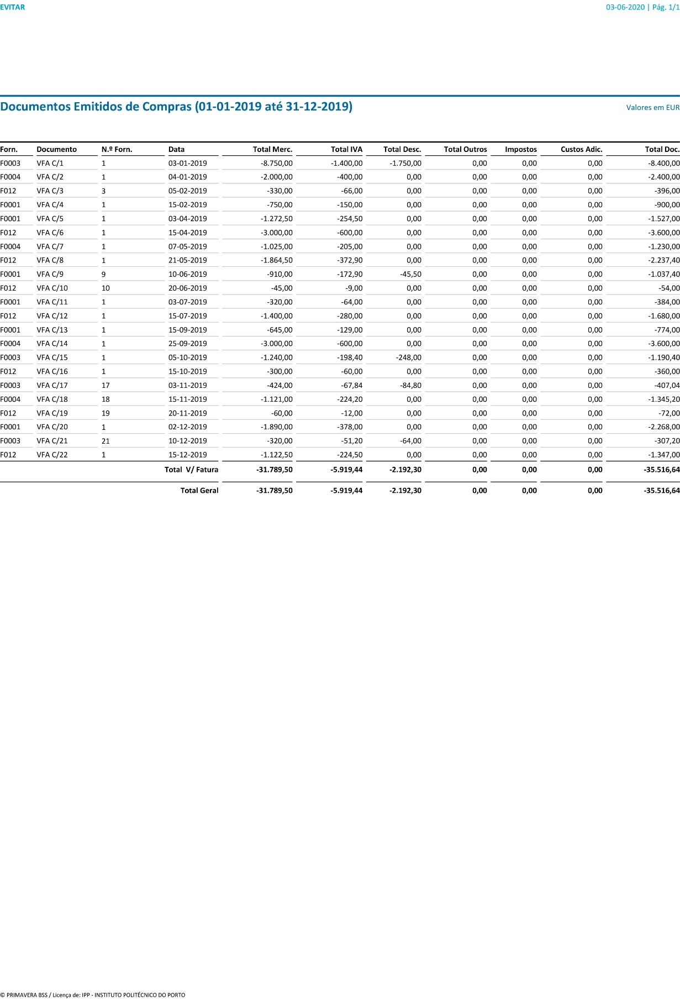 EVITAR 03-06-2020 | Pág. 1/1
Documentos Emitidos de Compras (01-01-2019 até 31-12-2019) Valores em EUR
Forn. Documento N.º Forn. Data Total Merc. Total IVA Total Desc. Total Outros Impostos Custos Adic. Total Doc.
F0003 VFA C/1 1 03-01-2019 -8.750,00 -1.400,00 -1.750,00 0,00 0,00 0,00 -8.400,00
F0004 VFA C/2 1 04-01-2019 -2.000,00 -400,00 0,00 0,00 0,00 0,00 -2.400,00
F012 VFA C/3 3 05-02-2019 -330,00 -66,00 0,00 0,00 0,00 0,00 -396,00
F0001 VFA C/4 1 15-02-2019 -750,00 -150,00 0,00 0,00 0,00 0,00 -900,00
F0001 VFA C/5 1 03-04-2019 -1.272,50 -254,50 0,00 0,00 0,00 0,00 -1.527,00
F012 VFA C/6 1 15-04-2019 -3.000,00 -600,00 0,00 0,00 0,00 0,00 -3.600,00
F0004 VFA C/7 1 07-05-2019 -1.025,00 -205,00 0,00 0,00 0,00 0,00 -1.230,00
F012 VFA C/8 1 21-05-2019 -1.864,50 -372,90 0,00 0,00 0,00 0,00 -2.237,40
F0001 VFA C/9 9 10-06-2019 -910,00 -172,90 -45,50 0,00 0,00 0,00 -1.037,40
F012 VFA C/10 10 20-06-2019 -45,00 -9,00 0,00 0,00 0,00 0,00 -54,00
F0001 VFA C/11 1 03-07-2019 -320,00 -64,00 0,00 0,00 0,00 0,00 -384,00
F012 VFA C/12 1 15-07-2019 -1.400,00 -280,00 0,00 0,00 0,00 0,00 -1.680,00
F0001 VFA C/13 1 15-09-2019 -645,00 -129,00 0,00 0,00 0,00 0,00 -774,00
F0004 VFA C/14 1 25-09-2019 -3.000,00 -600,00 0,00 0,00 0,00 0,00 -3.600,00
F0003 VFA C/15 1 05-10-2019 -1.240,00 -198,40 -248,00 0,00 0,00 0,00 -1.190,40
F012 VFA C/16 1 15-10-2019 -300,00 -60,00 0,00 0,00 0,00 0,00 -360,00
F0003 VFA C/17 17 03-11-2019 -424,00 -67,84 -84,80 0,00 0,00 0,00 -407,04
F0004 VFA C/18 18 15-11-2019 -1.121,00 -224,20 0,00 0,00 0,00 0,00 -1.345,20
F012 VFA C/19 19 20-11-2019 -60,00 -12,00 0,00 0,00 0,00 0,00 -72,00
F0001 VFA C/20 1 02-12-2019 -1.890,00 -378,00 0,00 0,00 0,00 0,00 -2.268,00
F0003 VFA C/21 21 10-12-2019 -320,00 -51,20 -64,00 0,00 0,00 0,00 -307,20
F012 VFA C/22 1 15-12-2019 -1.122,50 -224,50 0,00 0,00 0,00 0,00 -1.347,00
Total V/ Fatura -31.789,50 -5.919,44 -2.192,30 0,00 0,00 0,00 -35.516,64
Total Geral -31.789,50 -5.919,44 -2.192,30 0,00 0,00 0,00 -35.516,64
© PRIMAVERA BSS / Licença de: IPP - INSTITUTO POLITÉCNICO DO PORTO